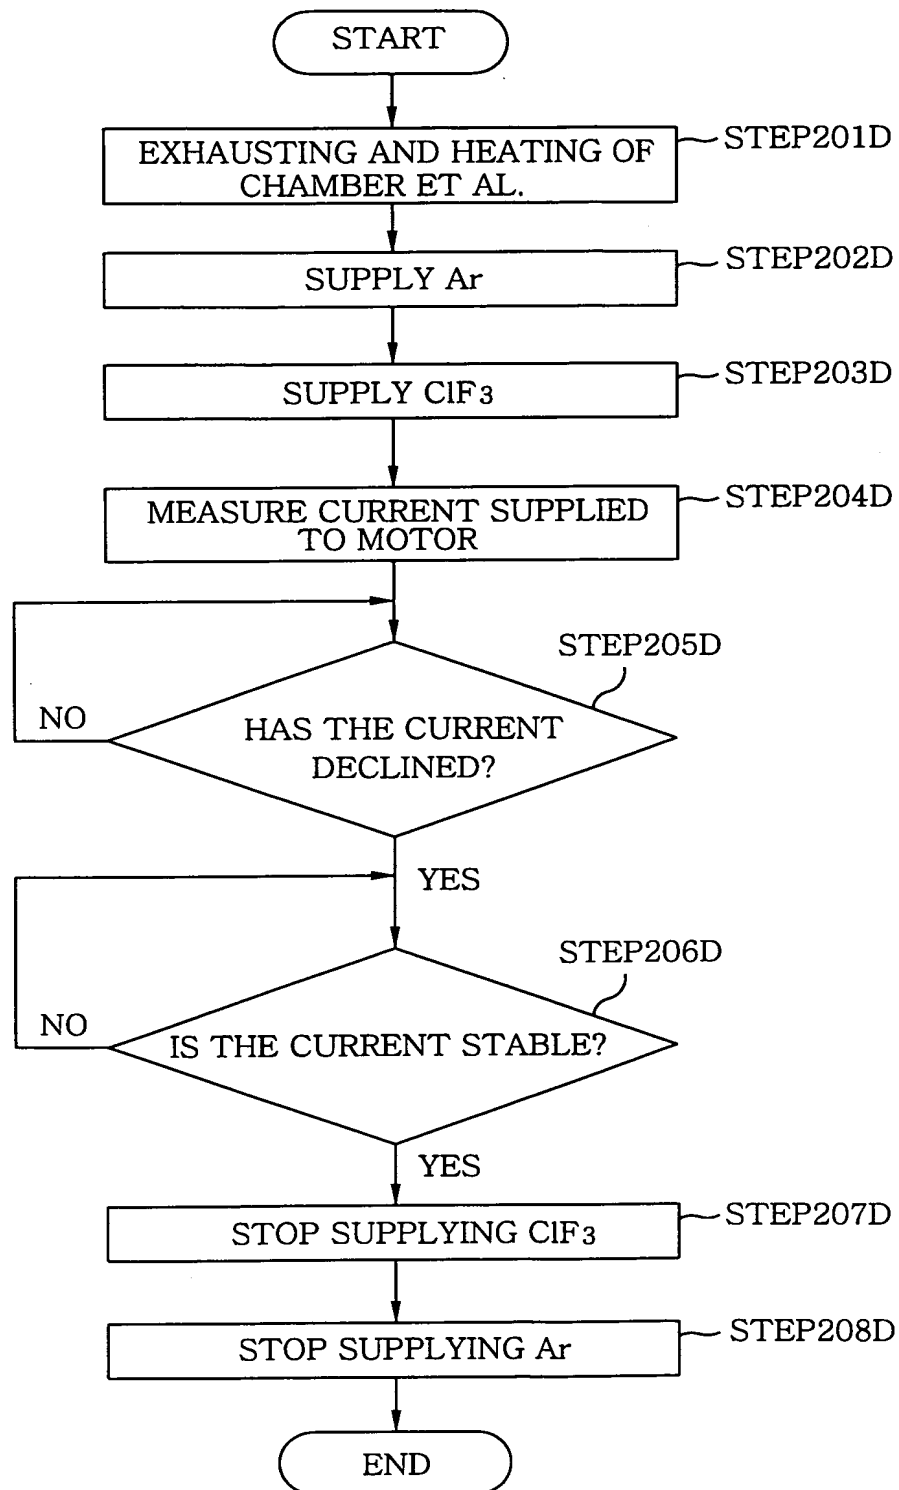 START
EXHAUSTING AND HEATING OF
CHAMBER ET AL.
STEP201D
SUPPLY Ar
STEP202D
SUPPLY ClF3
STEP203D
MEASURE CURRENT SUPPLIED
TO MOTOR
STEP204D
STEP205D
NO
HAS THE CURRENT
DECLINED?
YES
STEP206D
NO
IS THE CURRENT STABLE?
YES
STOP SUPPLYING ClF3
STEP207D
STOP SUPPLYING Ar
STEP208D
END